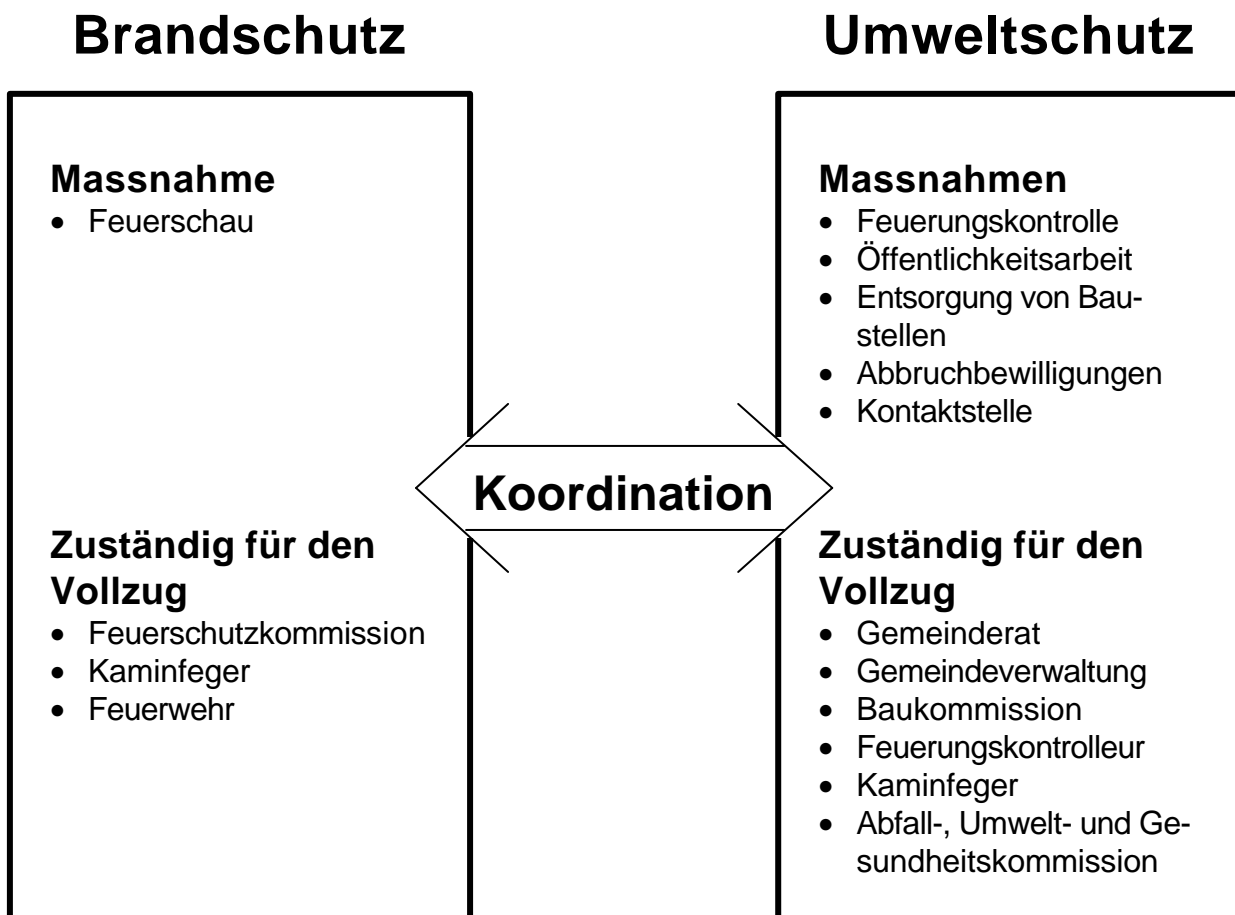 Brandschutz
Massnahme
• Feuerschau
Zuständig für den
Vollzug
• Feuerschutzkommission
• Kaminfeger
• Feuerwehr
Koordination
Umweltschutz
Massnahmen
• Feuerungskontrolle
• Öffentlichkeitsarbeit
• Entsorgung von Bau-
stellen
• Abbruchbewilligungen
• Kontaktstelle
Zuständig für den
Vollzug
• Gemeinderat
• Gemeindeverwaltung
• Baukommission
• Feuerungskontrolleur
• Kaminfeger
• Abfall-, Umwelt- und Ge-
sundheitskommission